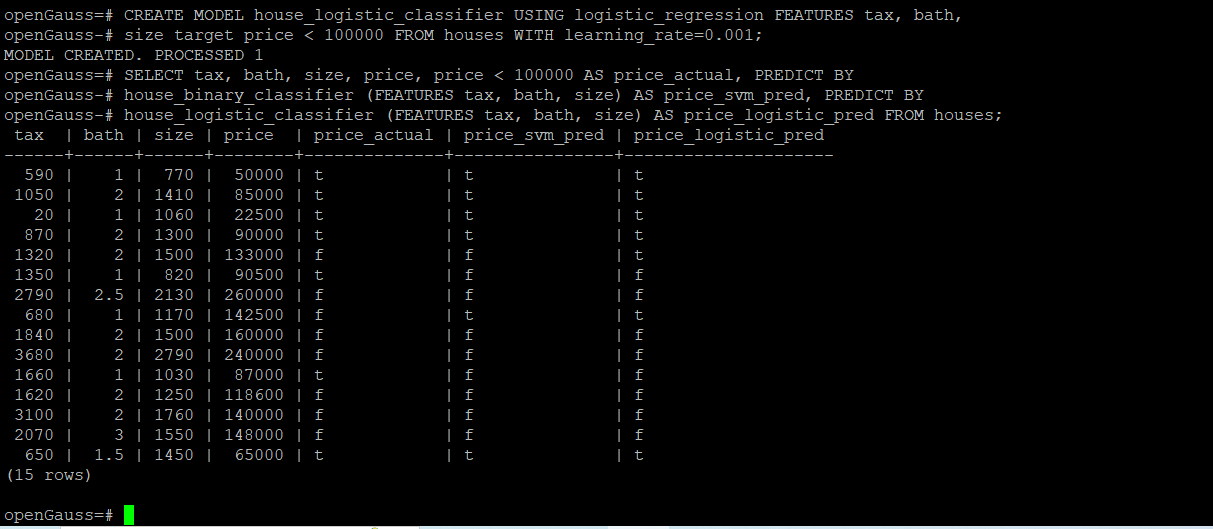 openGauss=# CREATE MODEL house_logistic_classifier USING logistic_regression FEATURES tax, bath,
openGauss-# size target price < 100000 FROM houses WITH learning_rate=0.001;
MODEL CREATED. PROCESSED 1
openGauss=# SELECT tax, bath, size, price, price < 100000 AS price_actual, PREDICT BY
openGauss-# house_binary_classifier (FEATURES tax, bath, size) AS price_svm_pred, PREDICT BY
openGauss-# house_logistic_classifier (FEATURES tax, bath, size) AS price_logistic_pred FROM houses;
 tax  | bath | size | price  | price_actual | price_svm_pred | price_logistic_pred
------+------+------+--------+--------------+----------------+---------------------
  590 |    1 |  770 |  50000 | t            | t              | t
 1050 |    2 | 1410 |  85000 | t            | t              | t
   20 |    1 | 1060 |  22500 | t            | t              | t
  870 |    2 | 1300 |  90000 | t            | t              | t
 1320 |    2 | 1500 | 133000 | f            | f              | t
 1350 |    1 |  820 |  90500 | t            | f              | f
 2790 |  2.5 | 2130 | 260000 | f            | f              | f
  680 |    1 | 1170 | 142500 | f            | t              | t
 1840 |    2 | 1500 | 160000 | f            | f              | f
 3680 |    2 | 2790 | 240000 | f            | f              | f
 1660 |    1 | 1030 |  87000 | t            | f              | f
 1620 |    2 | 1250 | 118600 | f            | f              | f
 3100 |    2 | 1760 | 140000 | f            | f              | f
 2070 |    3 | 1550 | 148000 | f            | f              | f
  650 |  1.5 | 1450 |  65000 | t            | t              | t
(15 rows)
openGauss=#